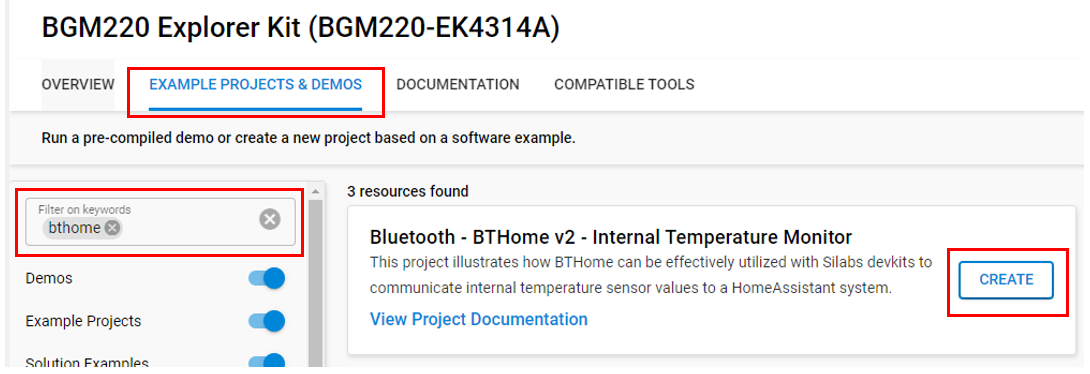 BGM220 Explorer Kit (BGM220-EK4314A)
OVERVIEW EXAMPLE PROJECTS & DEMOS DOCUMENTATION COMPATIBLE TOOLS
Run a pre-compiled demo or create a new project based on a software example.
Filter on keywords
bthome
Demos
Example Projects
Solution Examples
3 resources found
Bluetooth - BTHome v2 - Internal Temperature Monitor
This project illustrates how BTHome can be effectively utilized with Silabs devkits to
communicate internal temperature sensor values to a HomeAssistant system.
View Project Documentation
CREATE